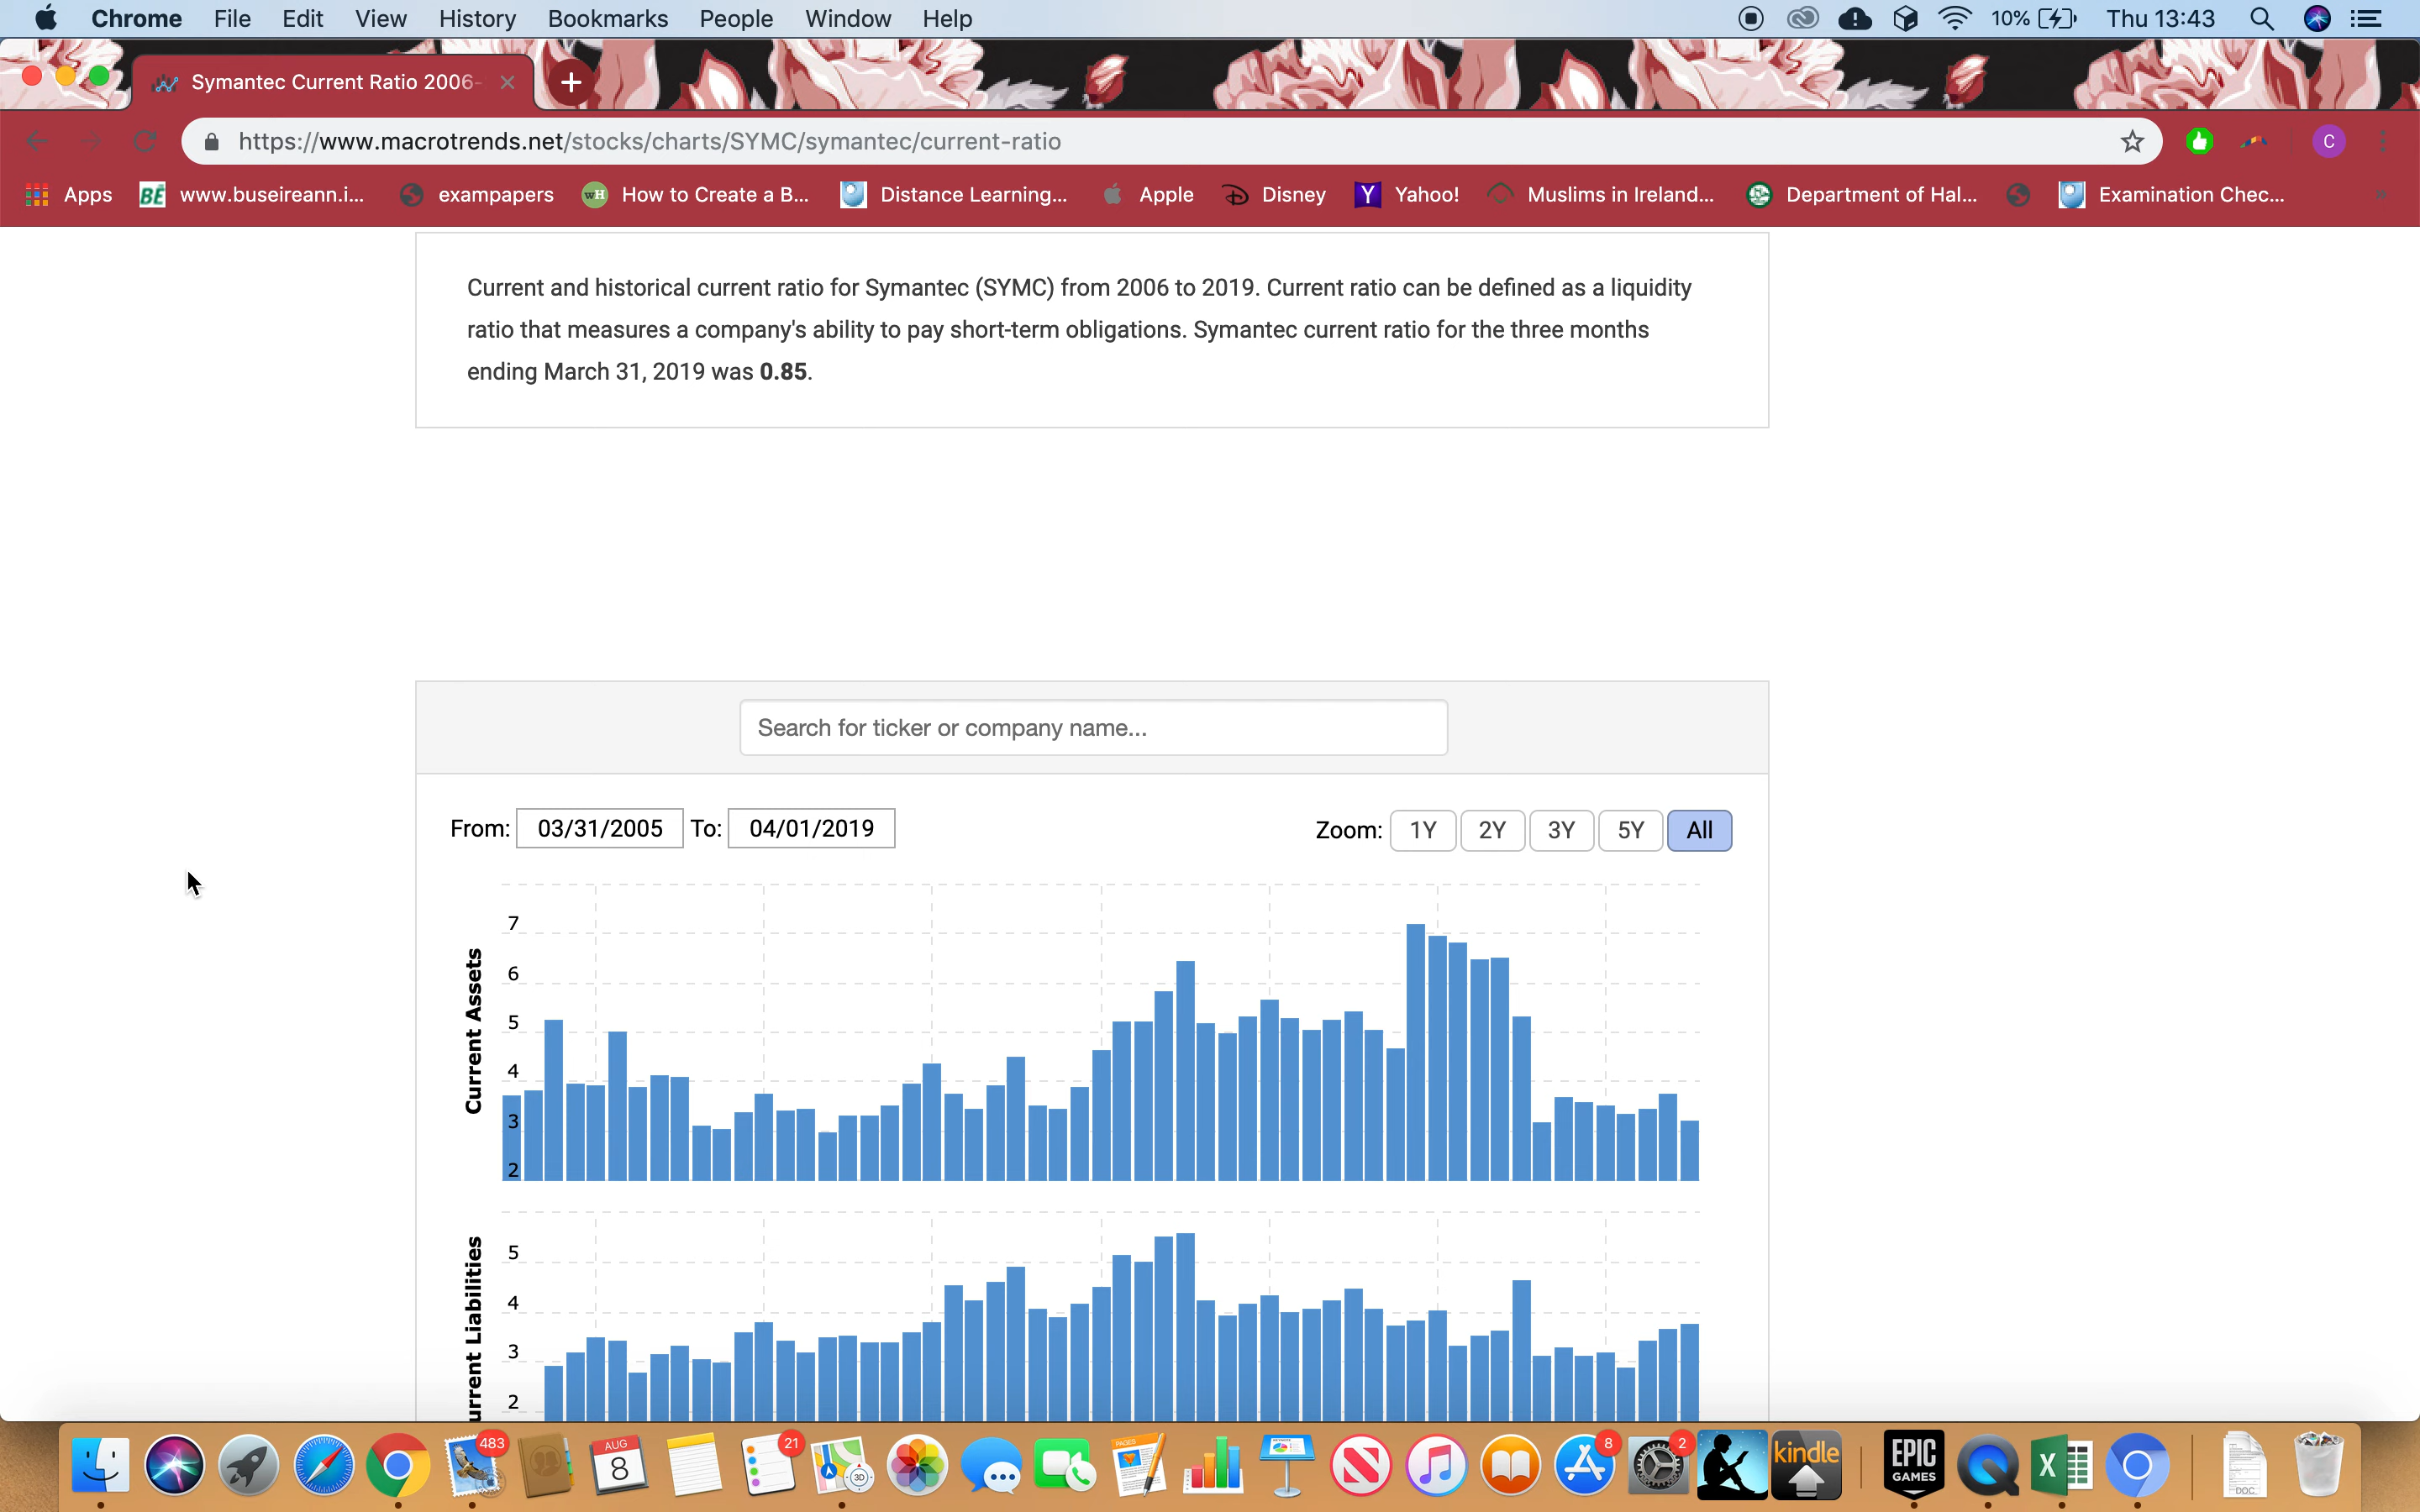 Chrome File Edit View History Bookmarks People Window Help 10% Thu 13:43
Symantec Current Ratio 2006-
https://www.macrotrends.net/stocks/charts/SYMC/symantec/current-ratio C
Apps BÉ www.buseireann.i... exampapers wH How to Create a B... Distance Learning... Apple Disney Y Yahoo! Muslims in Ireland... Department of Hal... Examination Chec...
Current and historical current ratio for Symantec (SYMC) from 2006 to 2019. Current ratio can be defined as a liquidity
ratio that measures a company's ability to pay short-term obligations. Symantec current ratio for the three months
ending March 31, 2019 was 0.85.
Search for ticker or company name...
From: 03/31/2005 To: 04/01/2019 Zoom: 1Y 2Y 3Y 5Y All
Current Assets
7
6
5
4
3
2
urrent Liabilities
5
4
3
2
483
AUG
8
21
3D
PAGES
8
2
kindle
EPIC
GAMES
X
DOC